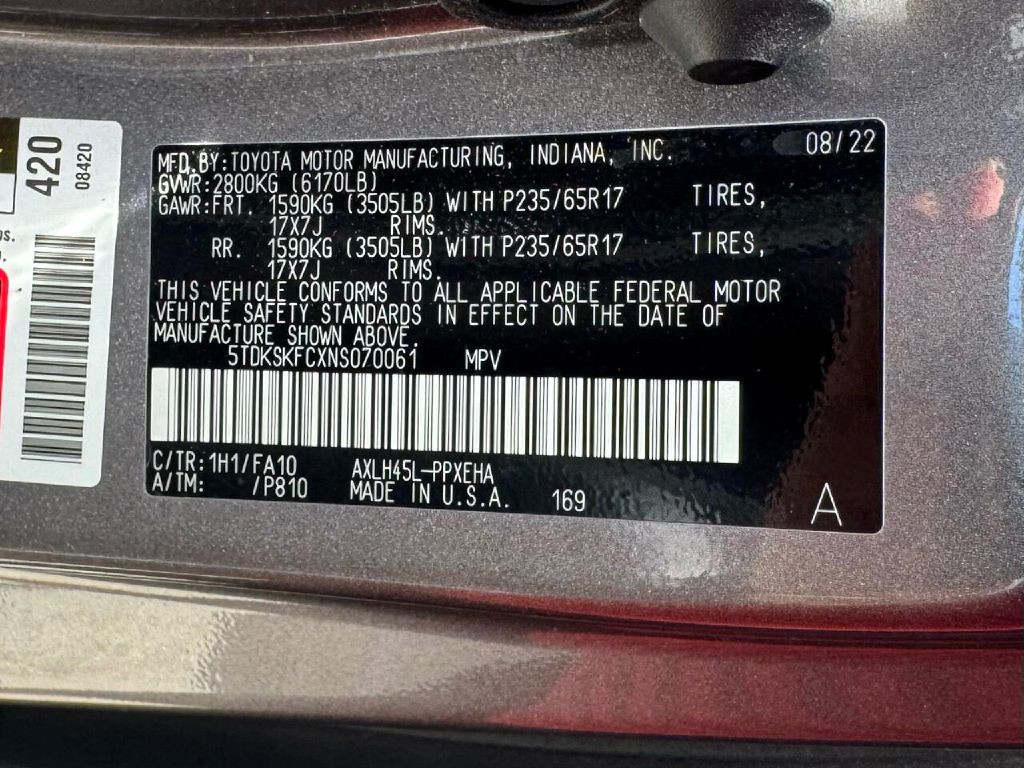 420
08420
ns.
MFD.BY:TOYOTA MOTOR MANUFACTURING, INDIANA, INC. 08/22
GVWR:2800KG (6170LB)
GAWR:FRT. 1590KG (3505LB) WITH P235/65R17 TIRES,
17X7J RIMS.
RR. 1590KG (3505LB) WITH P235/65R17 TIRES,
17X7J RIMS.
THIS VEHICLE CONFORMS TO ALL APPLICABLE FEDERAL MOTOR
VEHICLE SAFETY STANDARDS IN EFFECT ON THE DATE OF
MANUFACTURE SHOWN ABOVE.
5TDKSKFCXNS070061 MPV
C/TR:1H1/FA10 AXLH45L-PPXEHA
A/TM: /P810 MADE IN U.S.A. 169 A